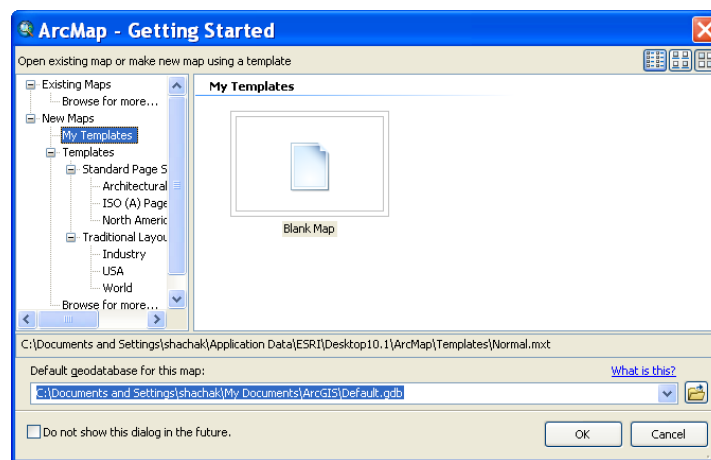 ArcMap - Getting Started
Open existing map or make new map using a template
Existing Maps
Browse for more...
New Maps
My Templates
Templates
Standard Page S
Architectural
ISO (A) Page
North Americ
Traditional Layou
Industry
USA
World
Browse for more...
My Templates
Blank Map
C:\Documents and Settings\shachak\Application Data\ESRI\Desktop10.1\ArcMap\Templates\Normal.mxt
Default geodatabase for this map:
What is this?
C:\Documents and Settings\shachak\My Documents\ArcGIS\Default.gdb
Do not show this dialog in the future.
OK
Cancel